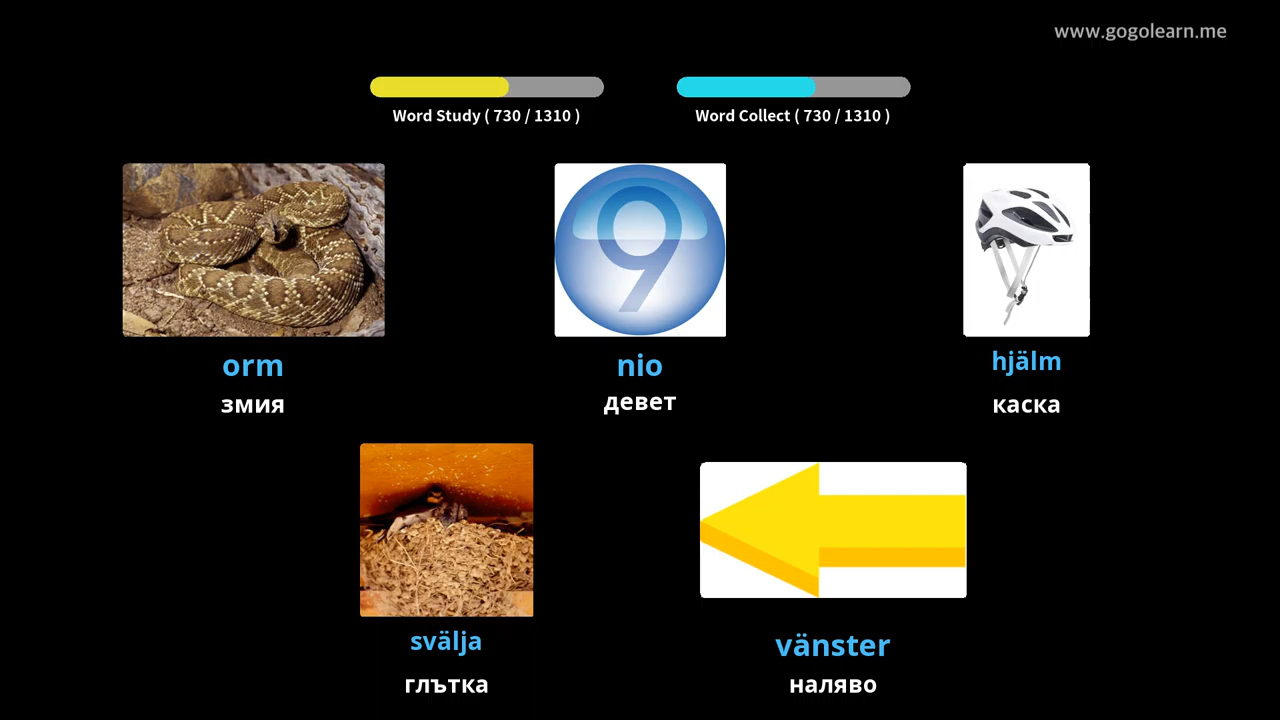 www.gogolearn.me
Word Study ( 730 / 1310 )
Word Collect ( 730 / 1310 )
9
orm
nio
hjälm
змия
девет
каска
svälja
vänster
глътка
наляво